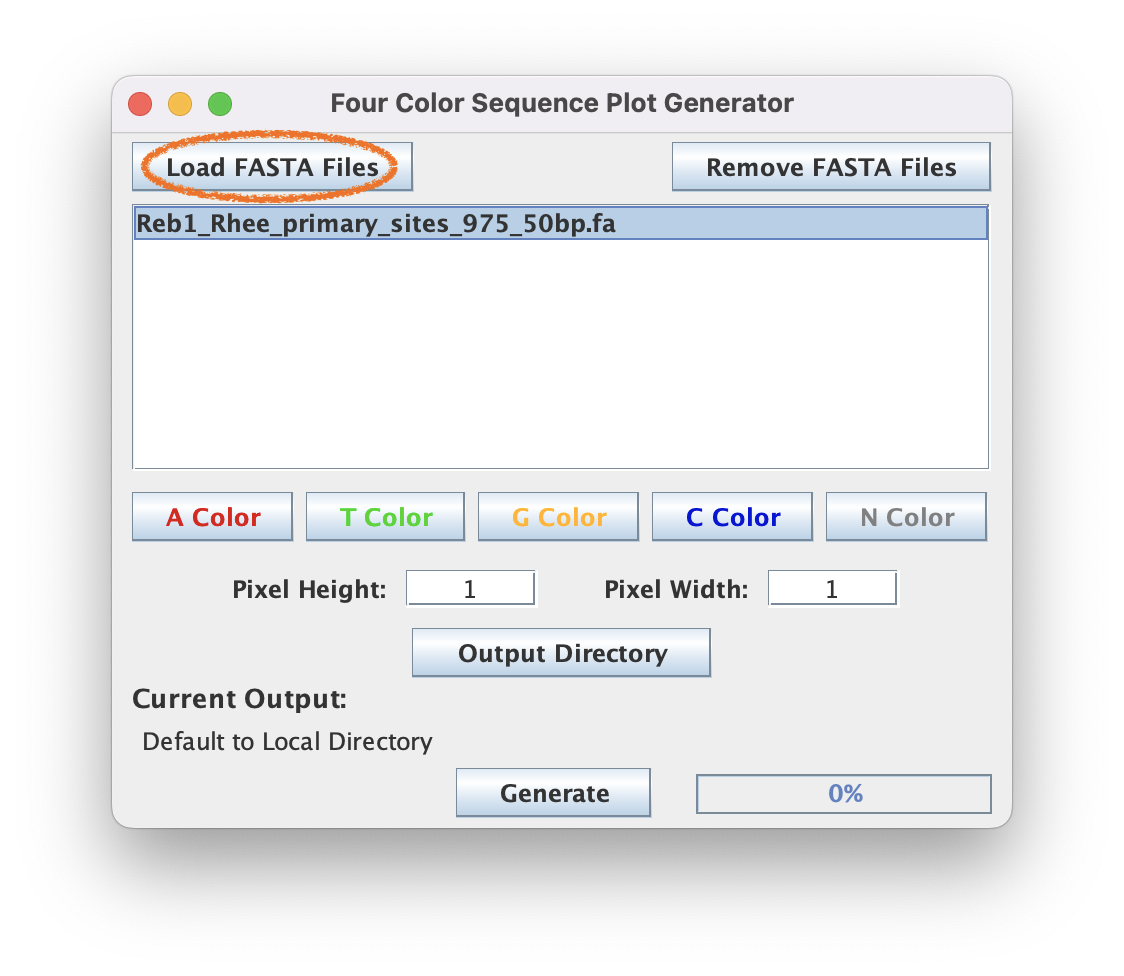 Four Color Sequence Plot Generator
Load FASTA Files
Remove FASTA Files
Reb1_Rhee_primary_sites_975_50bp.fa
A Color
T Color
G Color
C Color
N Color
Pixel Height: 1
Pixel Width: 1
Output Directory
Current Output:
Default to Local Directory
Generate
0%